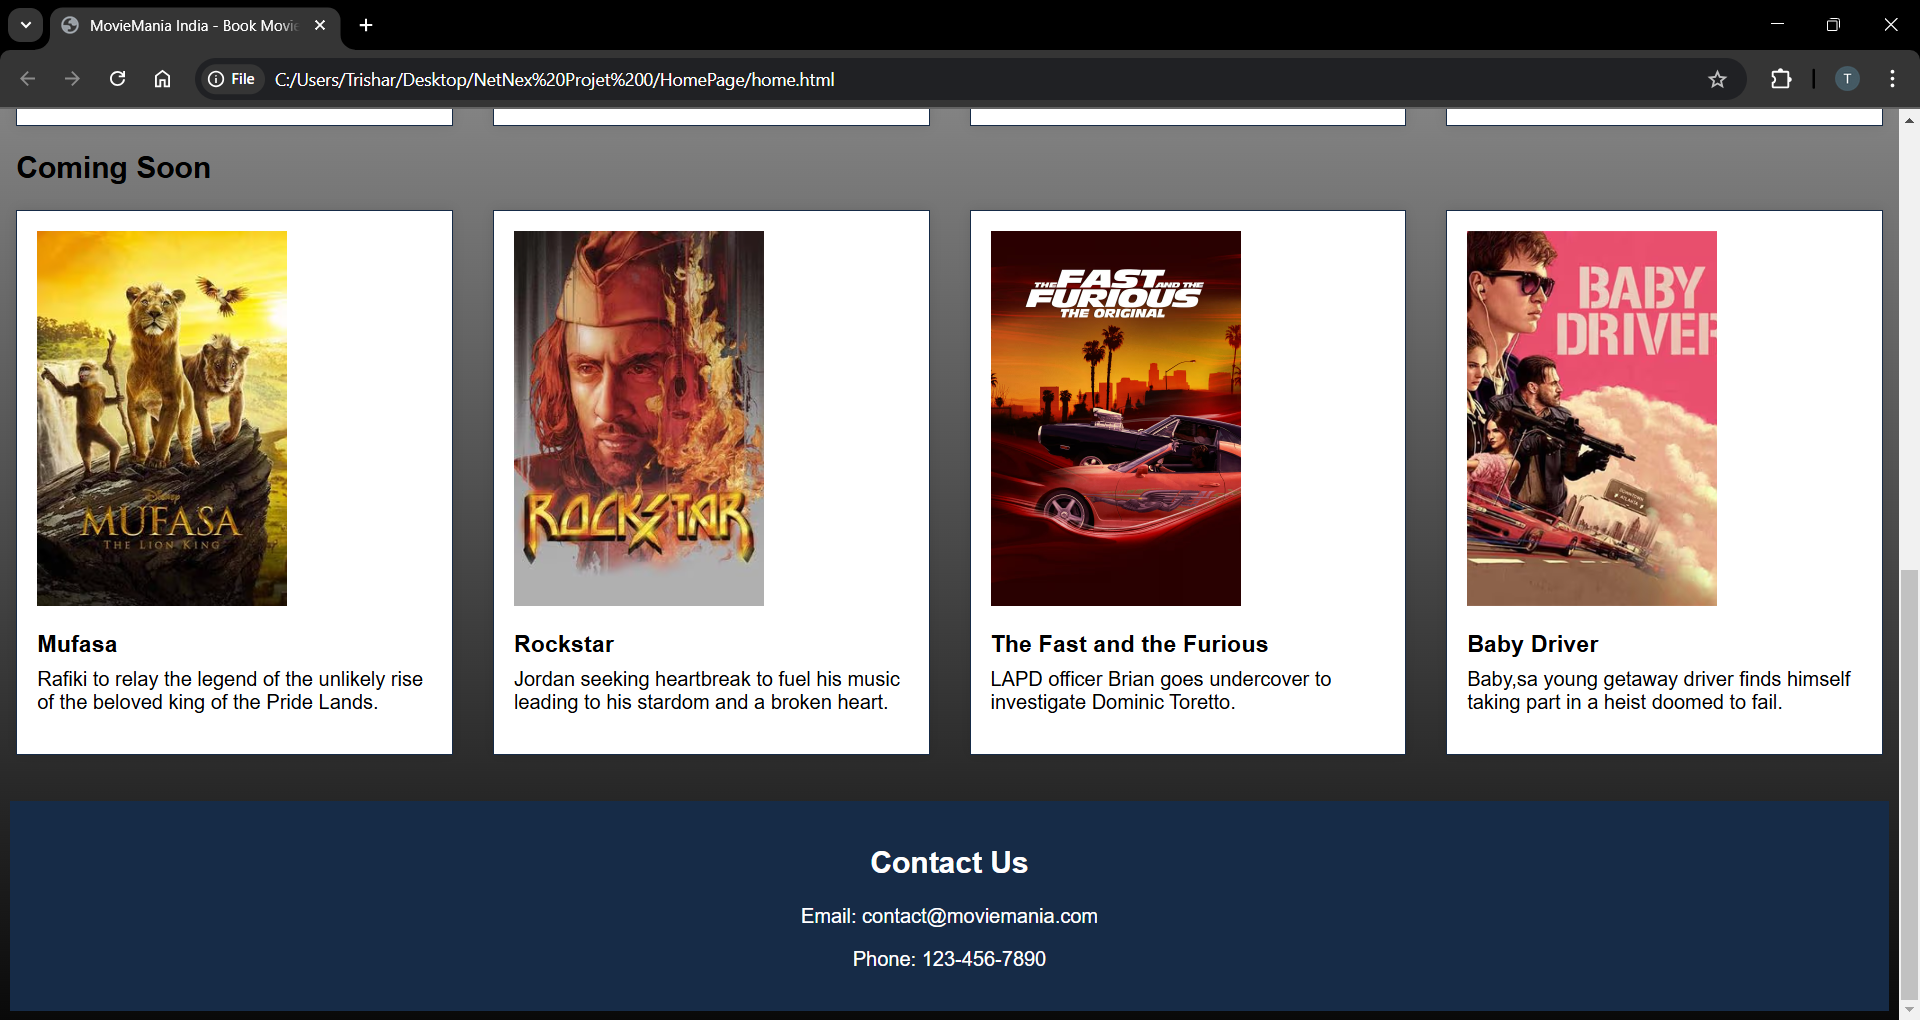 MovieMania India - Book Movie
File
C:/Users/Trishar/Desktop/NetNex%20Projet%200/HomePage/home.html
T
Coming Soon
Disney
MUFASA
THE LION KING
ROCKSTAR
THE FAST AND THE
FURIOUS
THE ORIGINAL
BABY
DRIVER
DOWNTOWN
ATLANTA
Mufasa
Rafiki to relay the legend of the unlikely rise
of the beloved king of the Pride Lands.
Rockstar
Jordan seeking heartbreak to fuel his music
leading to his stardom and a broken heart.
The Fast and the Furious
LAPD officer Brian goes undercover to
investigate Dominic Toretto.
Baby Driver
Baby,sa young getaway driver finds himself
taking part in a heist doomed to fail.
Contact Us
Email: contact@moviemania.com
Phone: 123-456-7890